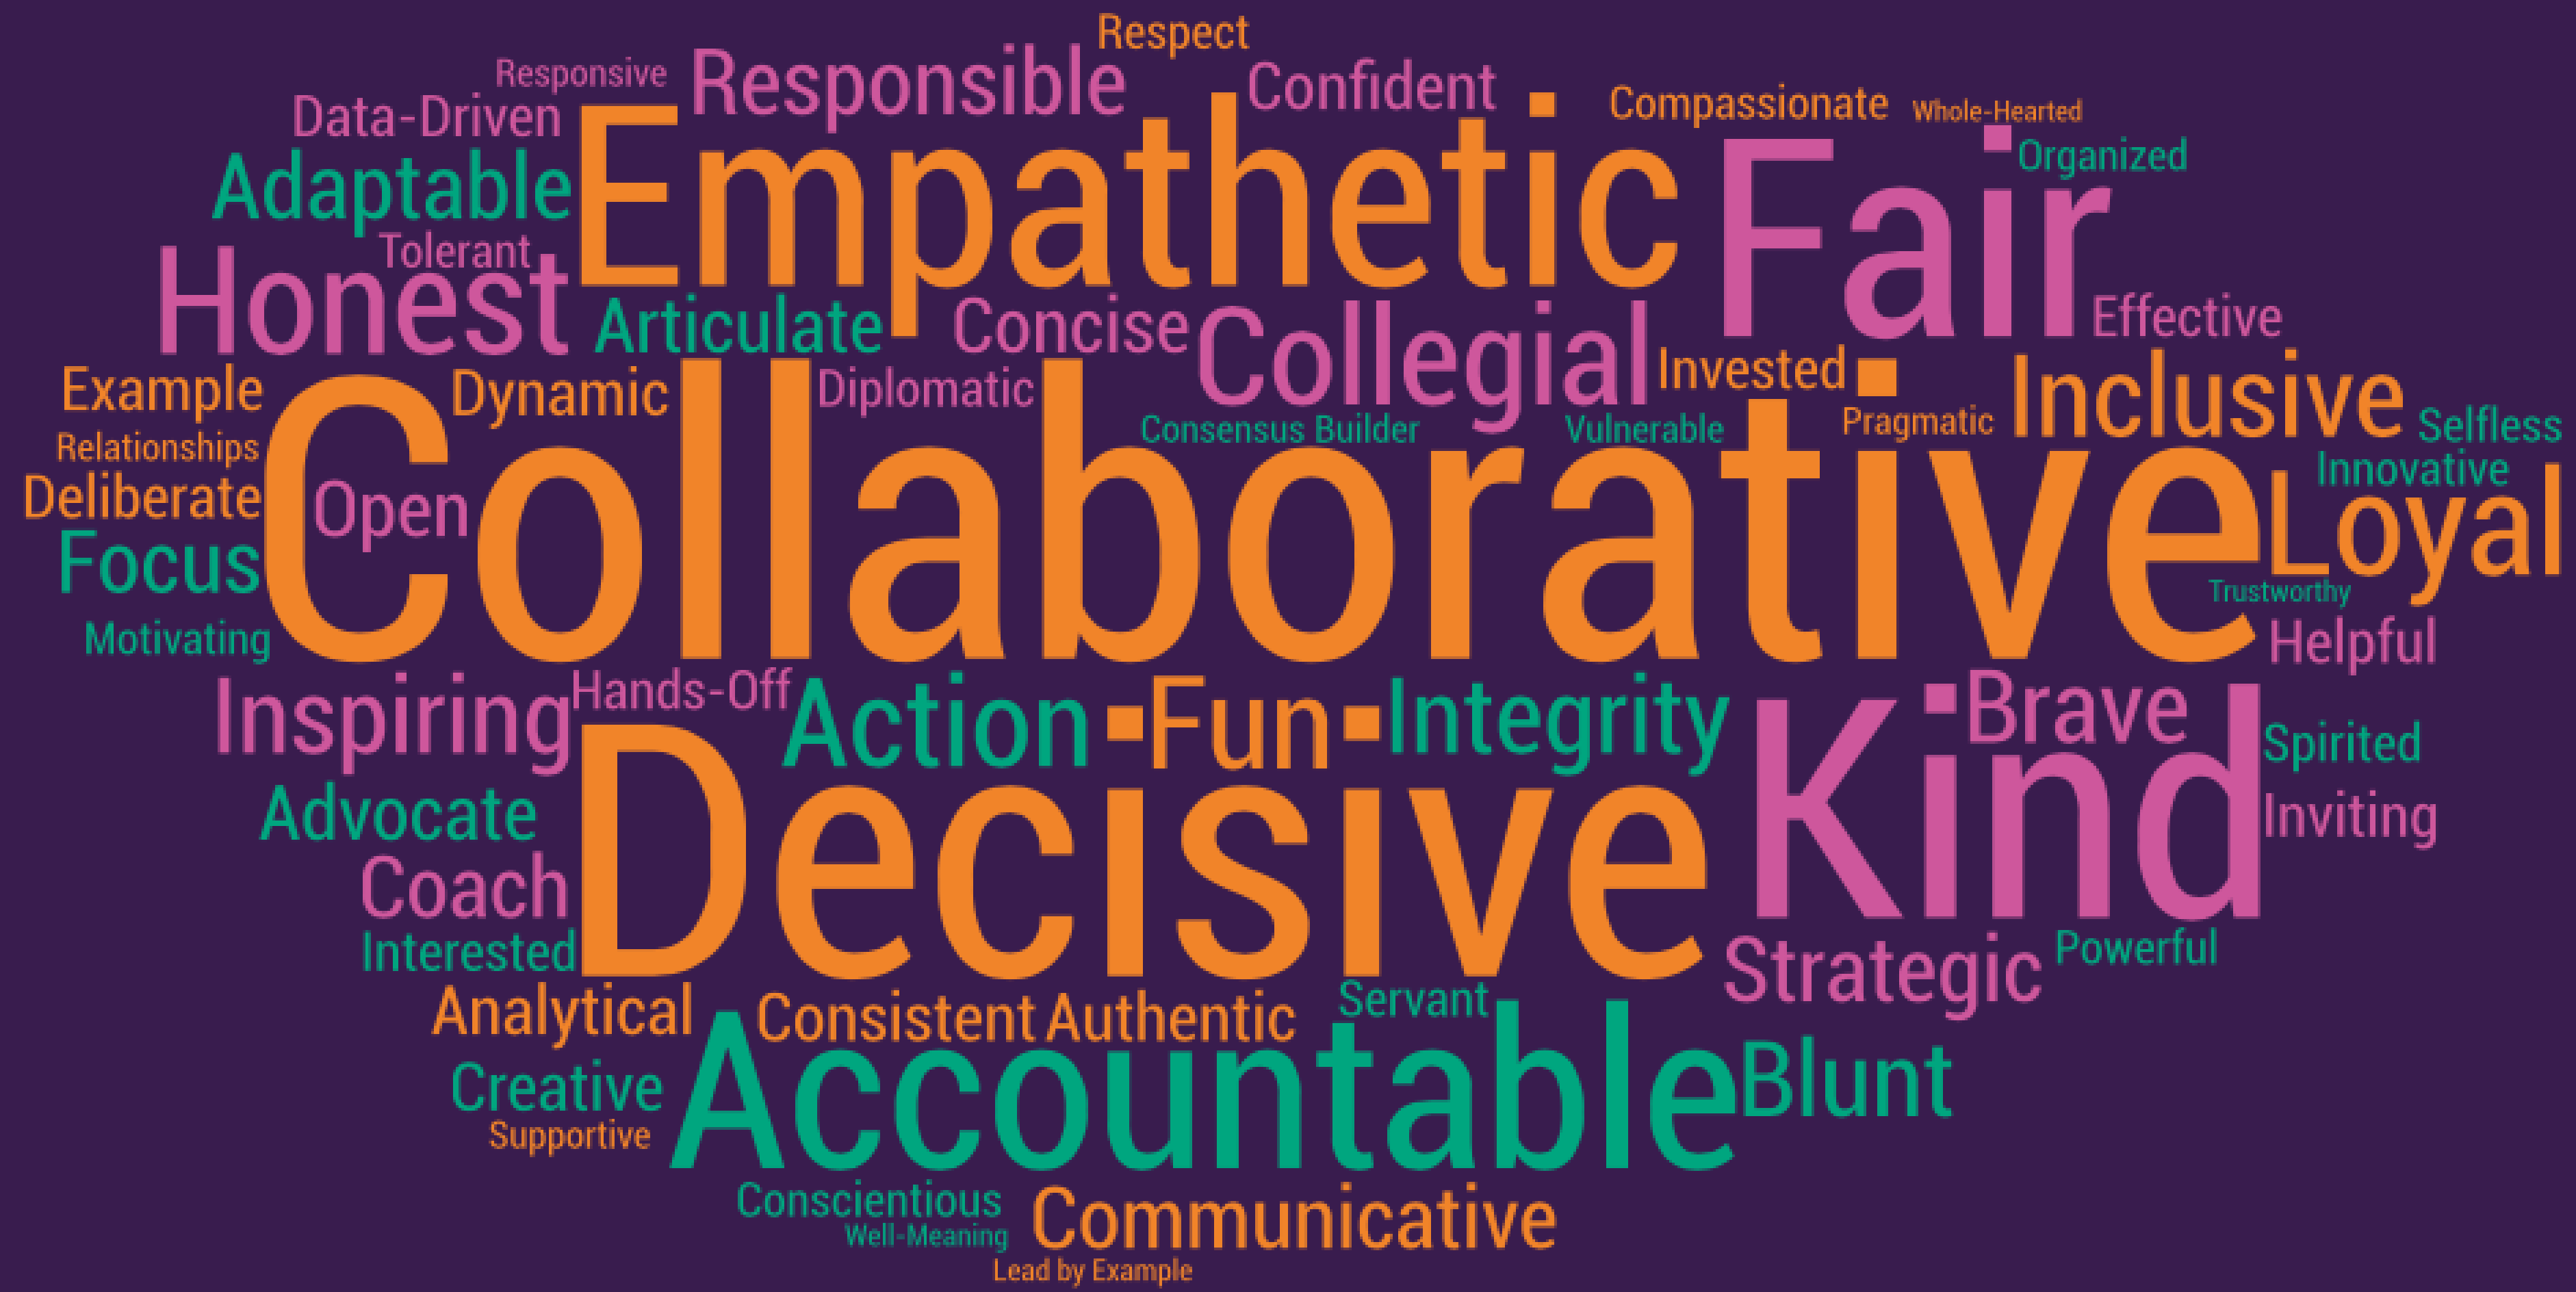 Respect
Responsive
Responsible
Confident
Compassionate
Whole-Hearted
Data-Driven
Organized
Adaptable
Empathetic
Fair
Tolerant
Honest
Articulate
Concise
Collegial
Effective
Example
Dynamic
Diplomatic
Invested
Inclusive
Relationships
Consensus Builder
Vulnerable
Pragmatic
Selfless
Deliberate
Open
Collaborative
Innovative
Loyal
Focus
Trustworthy
Motivating
Helpful
Inspiring
Hands-Off
Action
Fun
Integrity
Brave
Kind
Spirited
Advocate
Decisive
Inviting
Coach
Interested
Strategic
Powerful
Analytical
Consistent
Authentic
Servant
Creative
Accountable
Blunt
Supportive
Conscientious
Communicative
Well-Meaning
Lead by Example